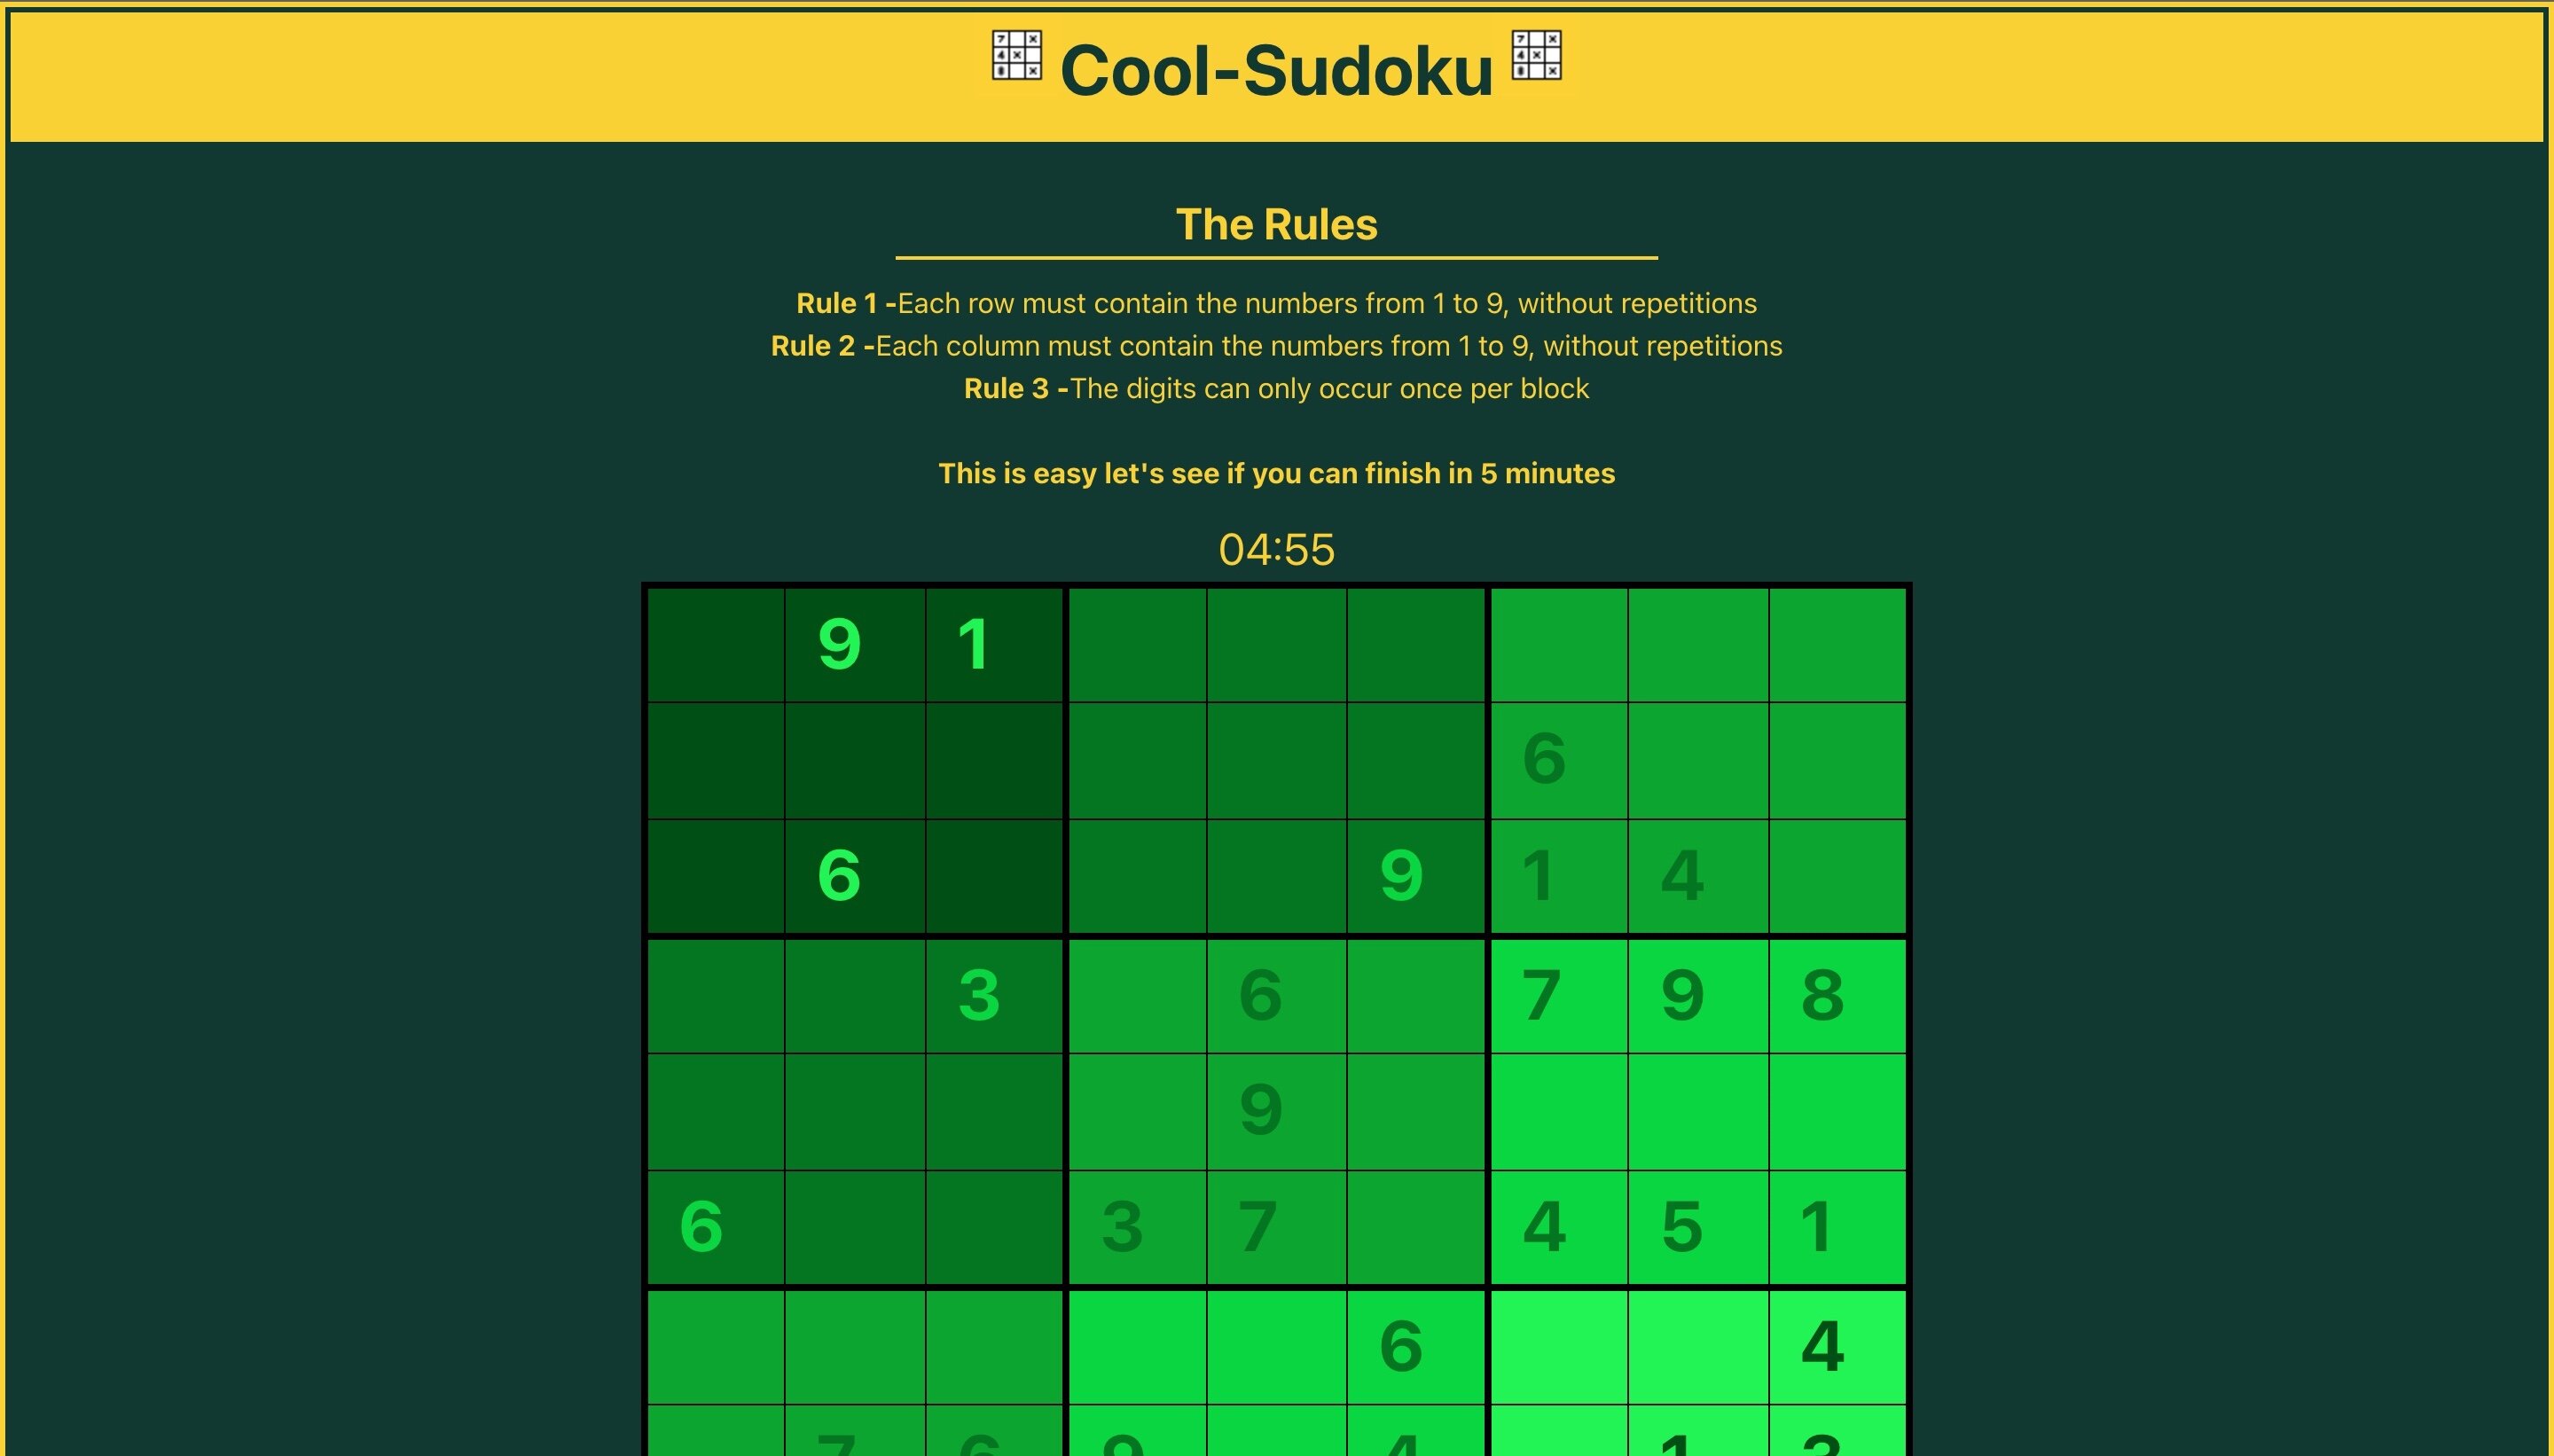 Cool-Sudoku
The Rules
Rule 1 -Each row must contain the numbers from 1 to 9, without repetitions
Rule 2 -Each column must contain the numbers from 1 to 9, without repetitions
Rule 3 -The digits can only occur once per block
This is easy let's see if you can finish in 5 minutes
04:55
9 1
6
6 9 1 4
3 6 7 9 8
9
6 3 7 4 5 1
6 4